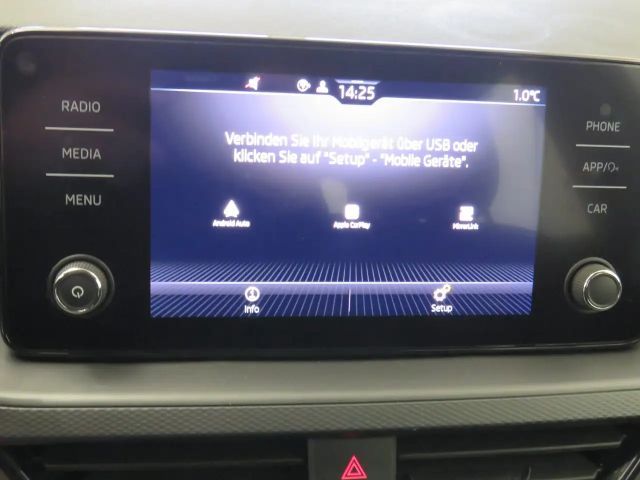 14:25
1.0°C
RADIO
MEDIA
MENU
PHONE
APP/
CAR
Verbinden Sie Ihr Mobilgerät über USB oder
klicken Sie auf "Setup" - "Mobile Geräte".
Android Auto
Apple CarPlay
MirrorLink
Info
Setup